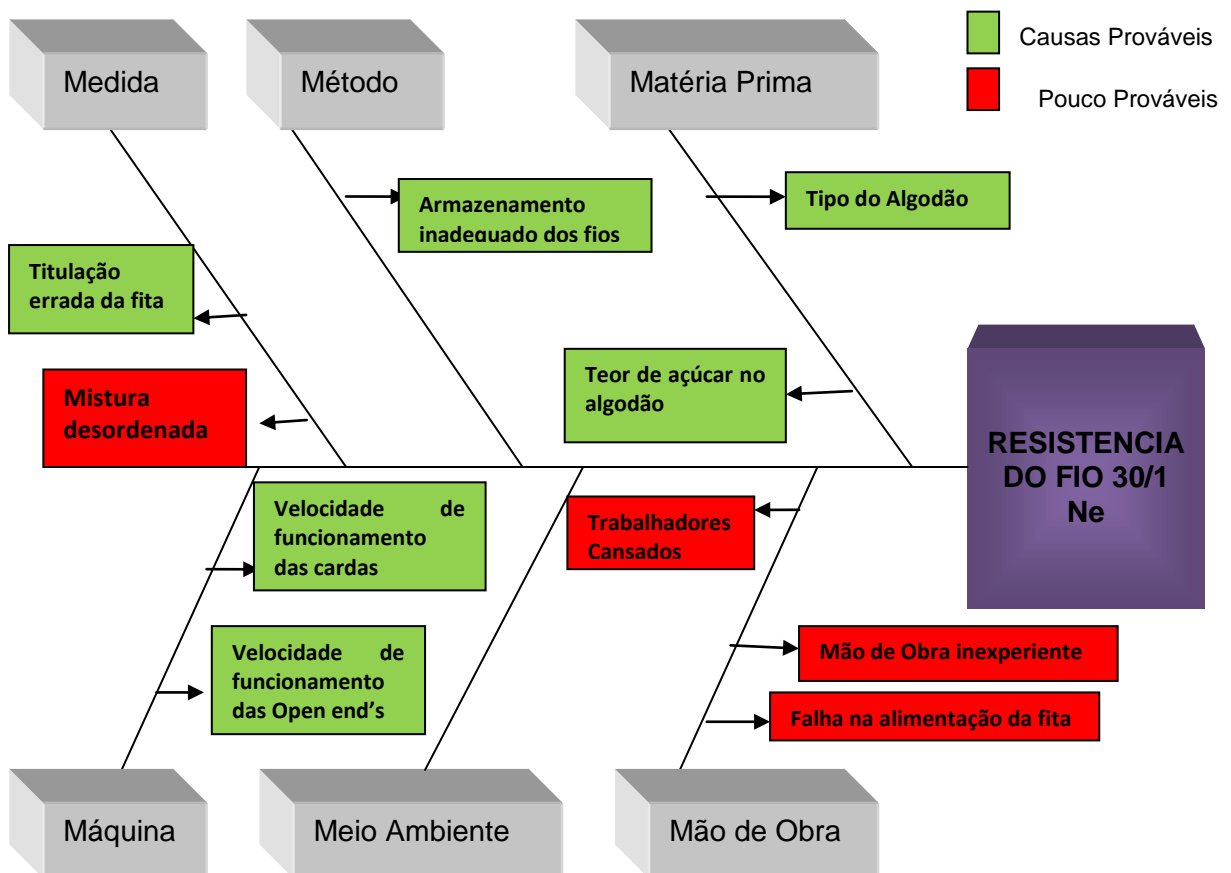 Medida
Método
Matéria Prima
Causas Prováveis
Pouco Prováveis
Armazenamento
inadequado dos fios
Tipo do Algodão
Titulação
errada da fita
Teor de açúcar no
algodão
Mistura
desordenada
RESISTENCIA
DO FIO 30/1
Ne
Velocidade de
funcionamento
das cardas
Trabalhadores
Cansados
Velocidade de
funcionamento
das Open end's
Mão de Obra inexperiente
Falha na alimentação da fita
Máquina
Meio Ambiente
Mão de Obra